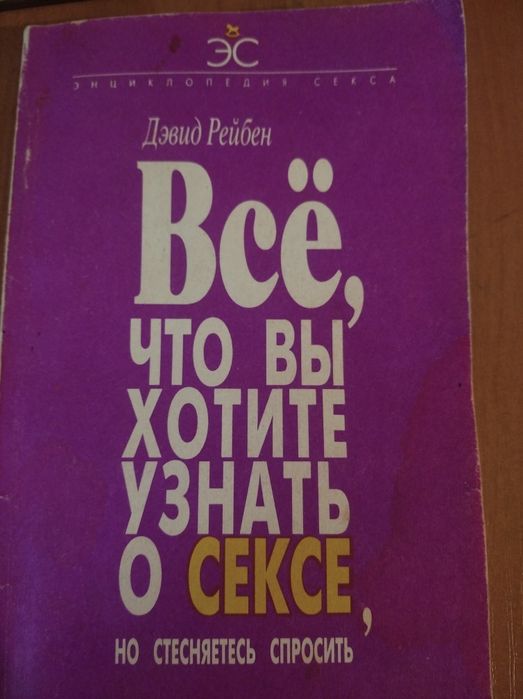 ЭС
ЭНЦИКЛОПЕДИЯ СЕКСА
Дэвид Рейбен
Всё,
ЧТО ВЫ
ХОТИТЕ
УЗНАТЬ
О СЕКСЕ,
НО СТЕСНЯЕТЕСЬ СПРОСИТЬ